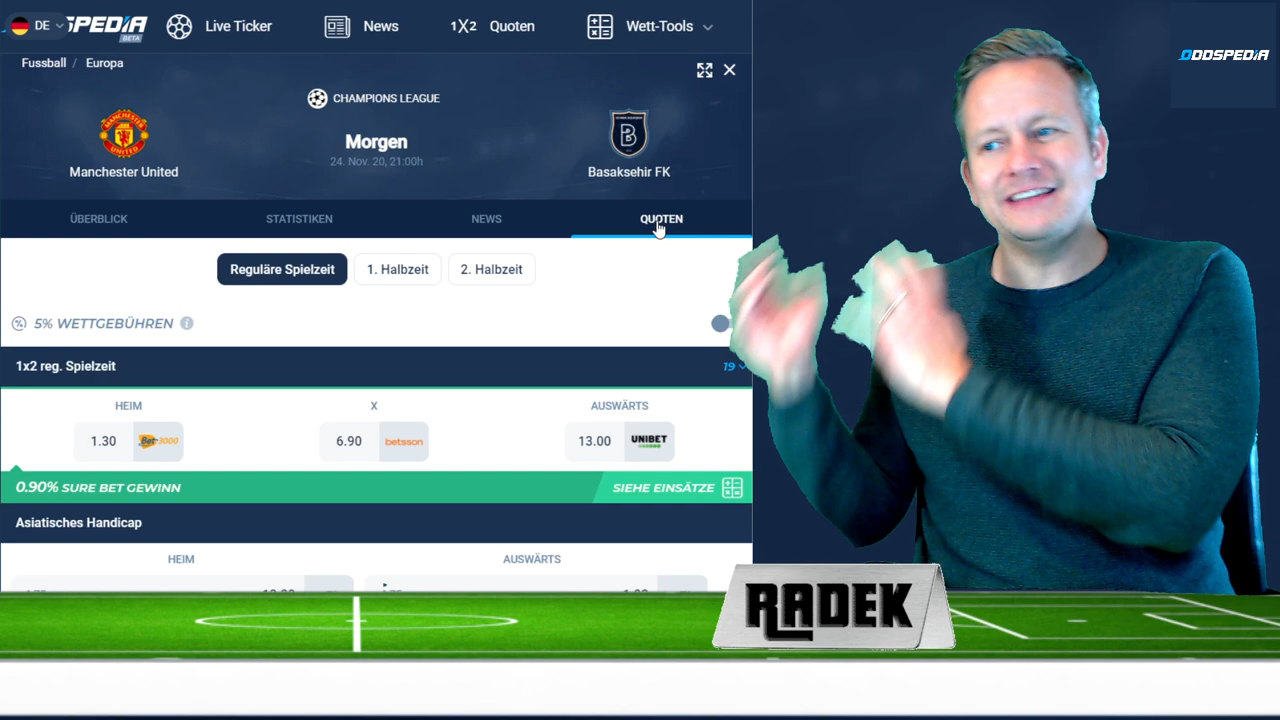 DE
SPEDIA
BETA
Live Ticker
News
1X2 Quoten
Wett-Tools
Fussball / Europa
CHAMPIONS LEAGUE
ODDSPEDIA
Manchester United
Morgen
24. Nov. 20, 21:00h
Basaksehir FK
ÜBERBLICK
STATISTIKEN
NEWS
QUOTEN
Reguläre Spielzeit
1. Halbzeit
2. Halbzeit
5% WETTGEBÜHREN
1x2 reg. Spielzeit
19
HEIM
X
AUSWÄRTS
1.30 Bet3000
6.90 betsson
13.00 UNIBET
0.90% SURE BET GEWINN
SIEHE EINSÄTZE
Asiatisches Handicap
HEIM
AUSWÄRTS
RADEK